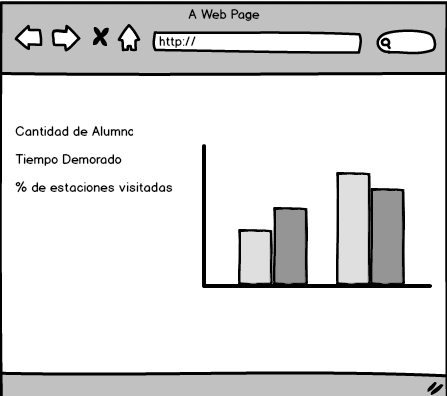 A Web Page
http://
Cantidad de Alumnc
Tiempo Demorado
% de estaciones visitadas